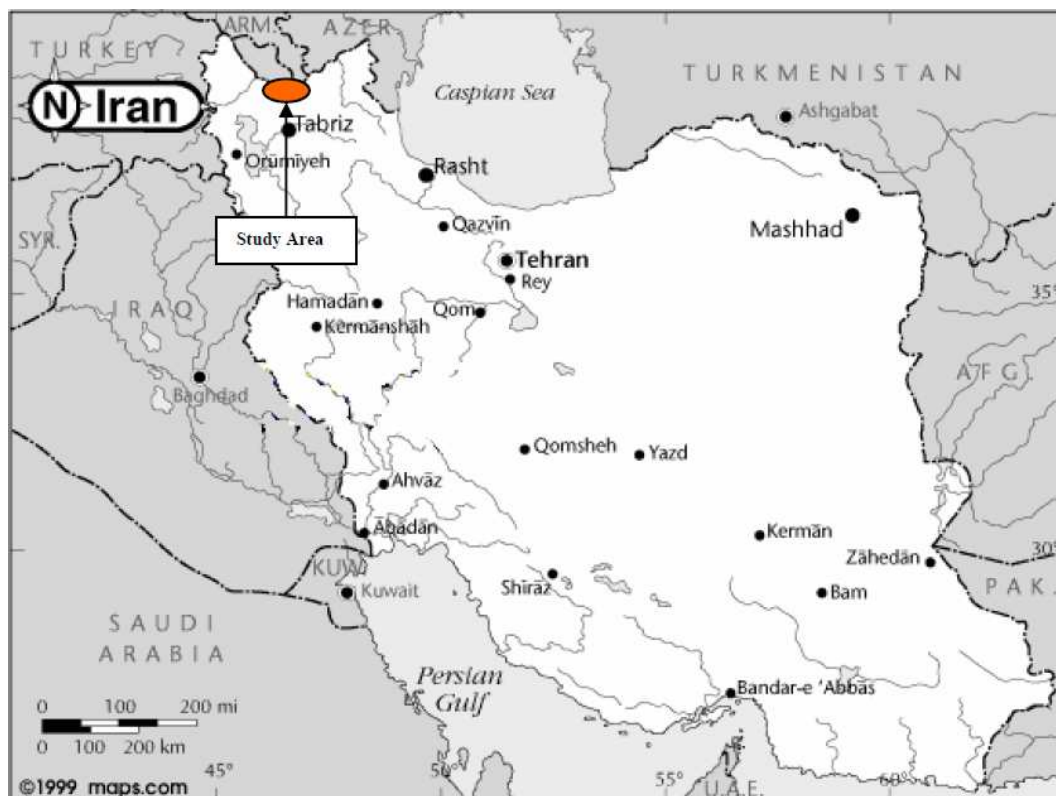 TURKEY
ARM.
AZER.
Caspian Sea
TURKMENISTAN
N Iran
Ashgabat
Tabriz
Orūmīyeh
Rasht
Mashhad
Study Area
Qazvīn
SYR.
Tehran
Rey
35°
Hamadān
Qom
IRAQ
Kermānshāh
Baghdad
AFG.
Qomsheh
Yazd
Ahvāz
Ābādān
Kermān
30°
KUW.
Zāhedān
Kuwait
Shīrāz
Bam
PAK.
SAUDI
ARABIA
Persian
Gulf
Bandar-e 'Abbās
0 100 200 mi
0 100 200 km
45°
50°
55°
60°
U.A.E.
©1999 maps.com